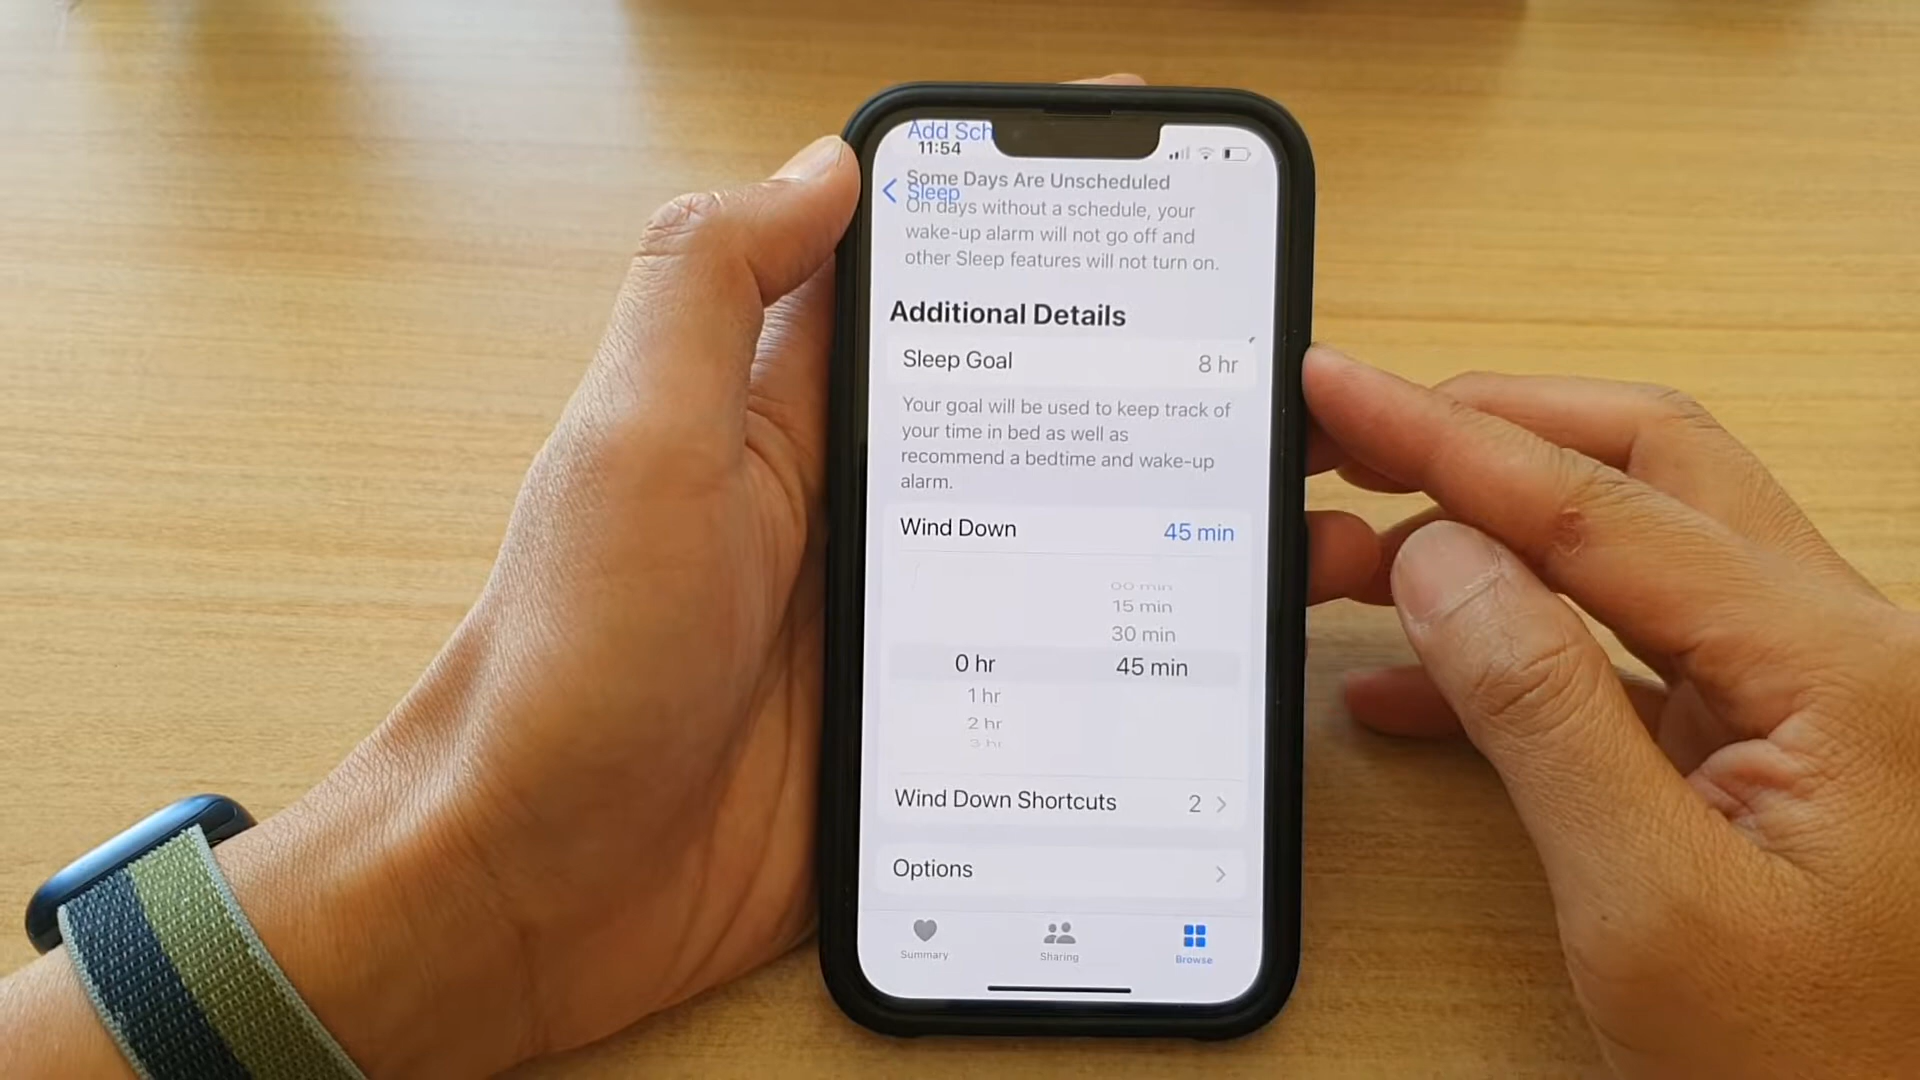 Add Sch
11:54
Some Days Are Unscheduled
Sleep
On days without a schedule, your
wake-up alarm will not go off and
other Sleep features will not turn on.
Additional Details
Sleep Goal 8 hr
Your goal will be used to keep track of
your time in bed as well as
recommend a bedtime and wake-up
alarm.
Wind Down 45 min
00 min
15 min
30 min
0 hr 45 min
1 hr
2 hr
3 hr
Wind Down Shortcuts 2
Options
Summary Sharing Browse